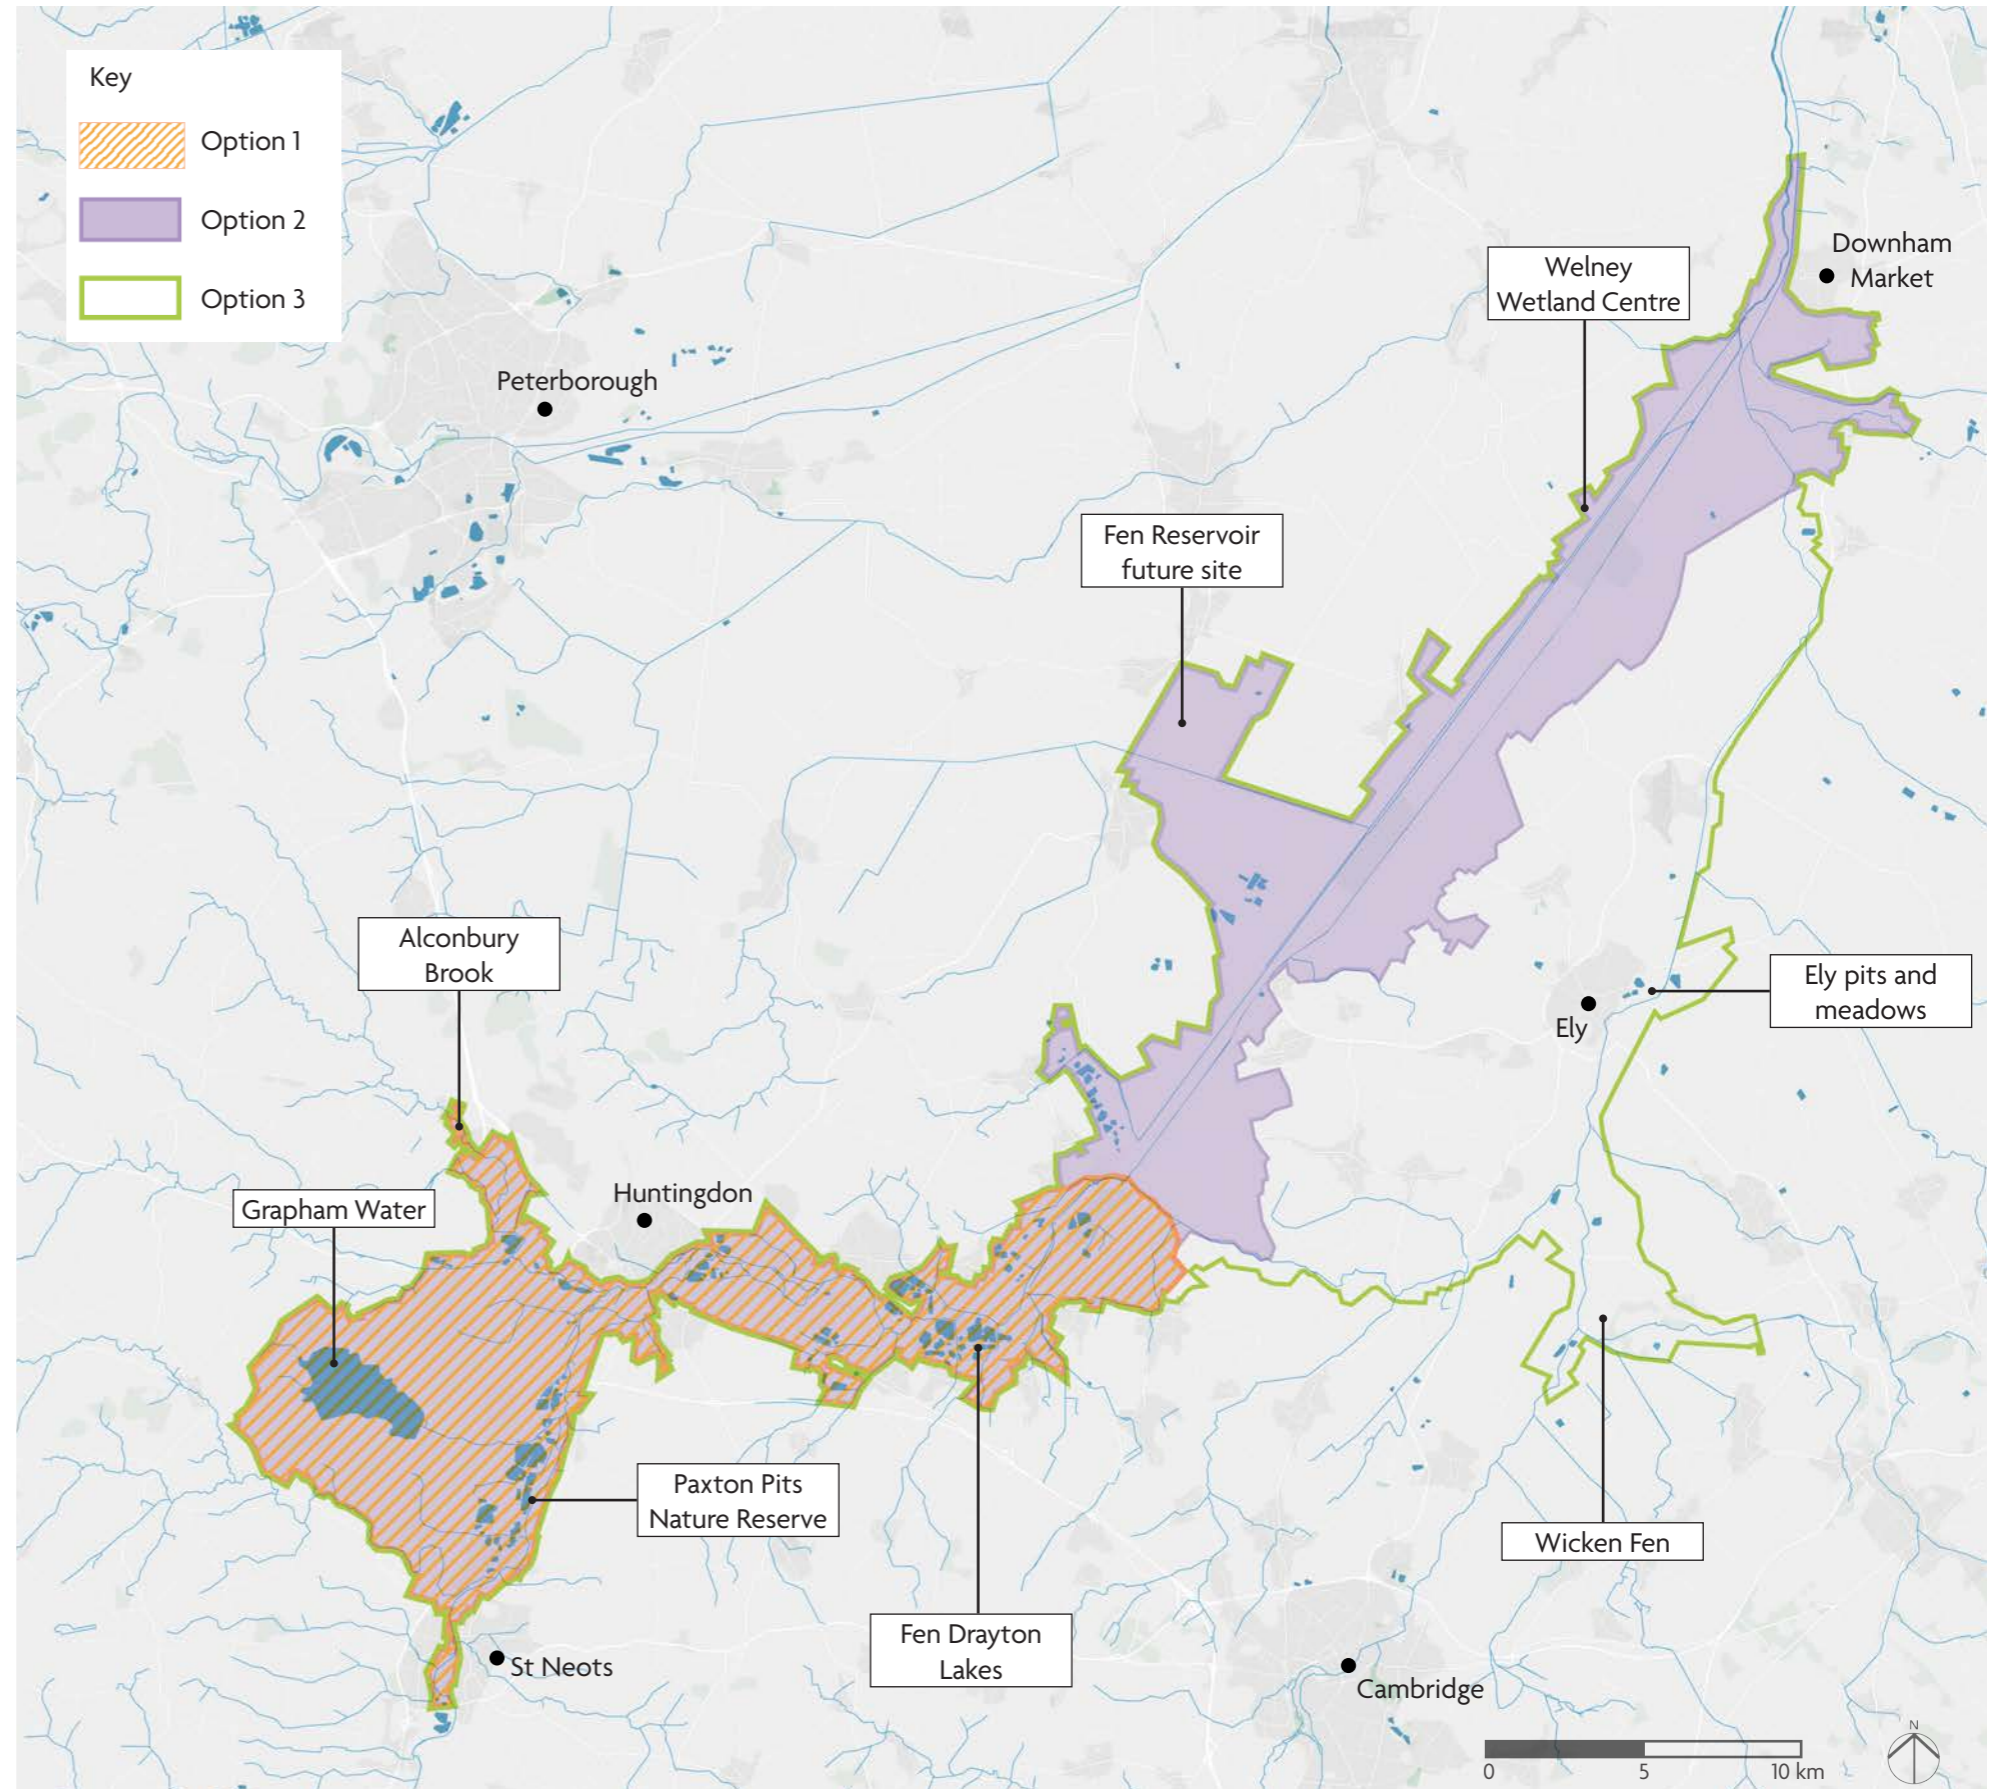 Key
Option 1
Option 2
Option 3
Downham
Market
Welney
Wetland Centre
Peterborough
Fen Reservoir
future site
Alconbury
Brook
Ely pits and
meadows
Ely
Huntingdon
Grapham Water
Paxton Pits
Nature Reserve
Wicken Fen
Fen Drayton
Lakes
St Neots
Cambridge
N
0 5 10 km